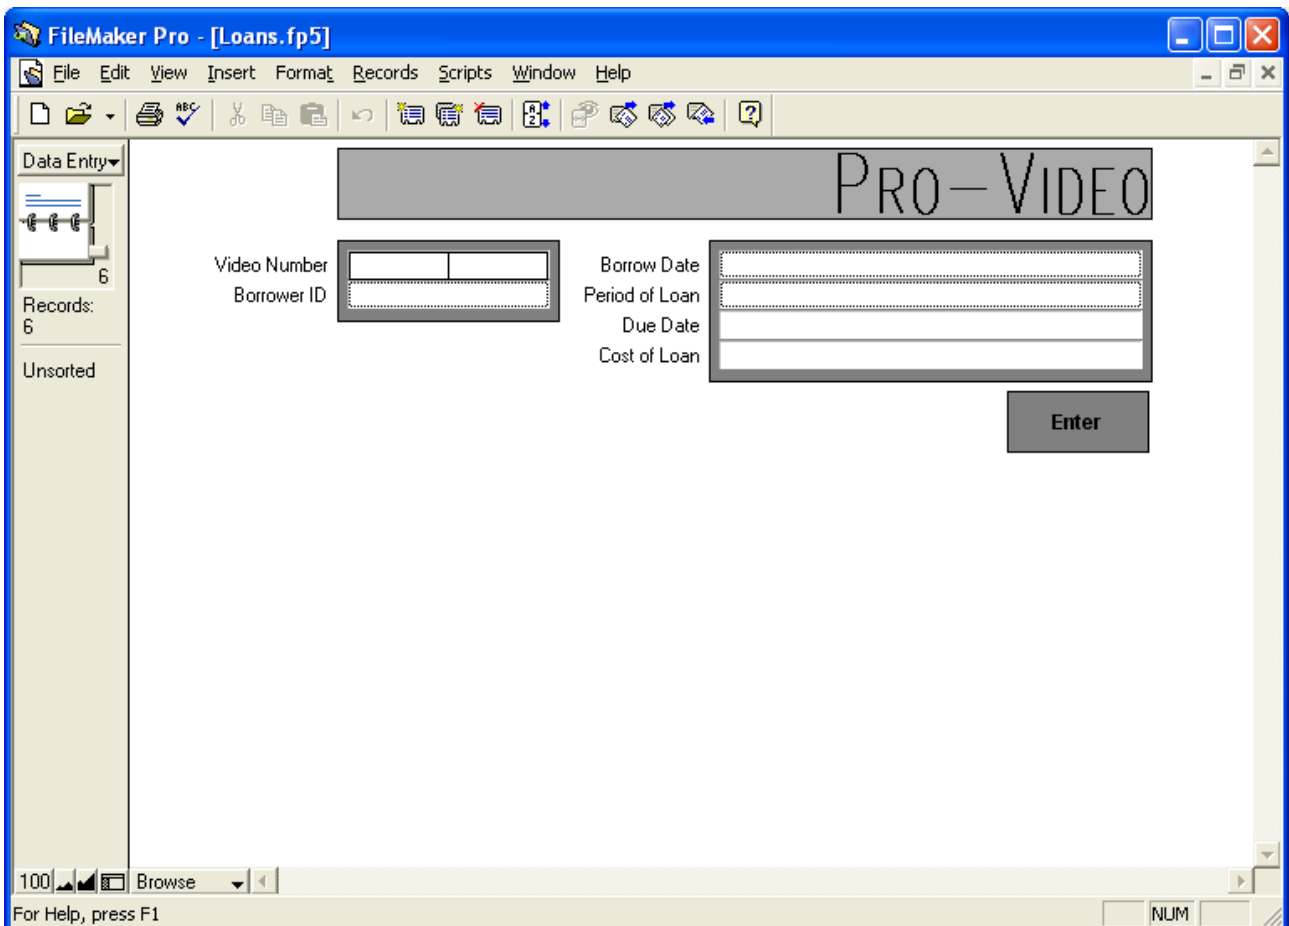 FileMaker Pro - [Loans.fp5]
File Edit View Insert Format Records Scripts Window Help
ABC
A
Z
?
Data Entry
PRO-VIDEO
6
Records:
6
Unsorted
Video Number
Borrower ID
Borrow Date
Period of Loan
Due Date
Cost of Loan
Enter
100 Browse
For Help, press F1 NUM